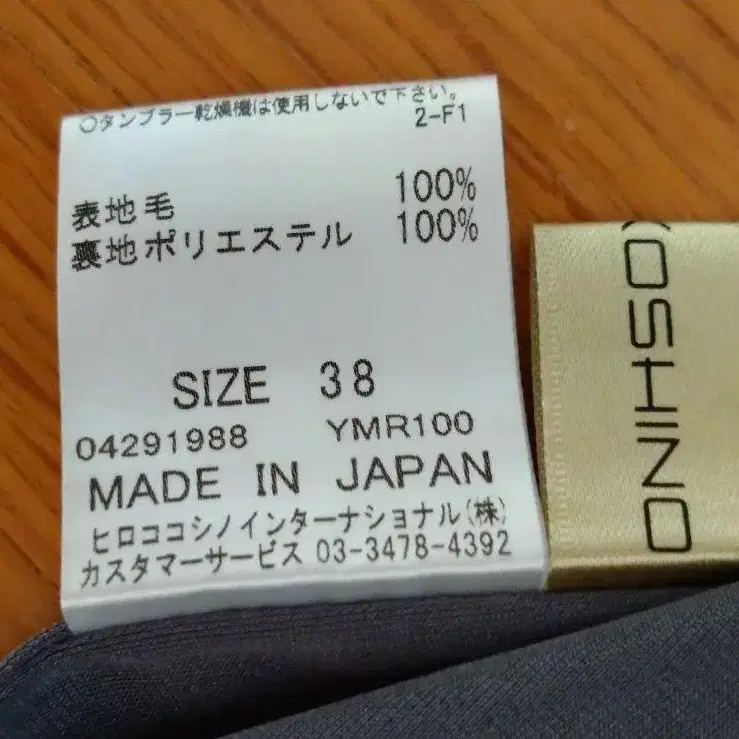 ○タンブラー乾燥機は使用しないで下さい。
2-F1
表地毛 100%
裏地ポリエステル 100%
SIZE 38
04291988 YMR100
MADE IN JAPAN
ヒロココシノインターナショナル(株)
カスタマーサービス 03-3478-4392
OSHINO